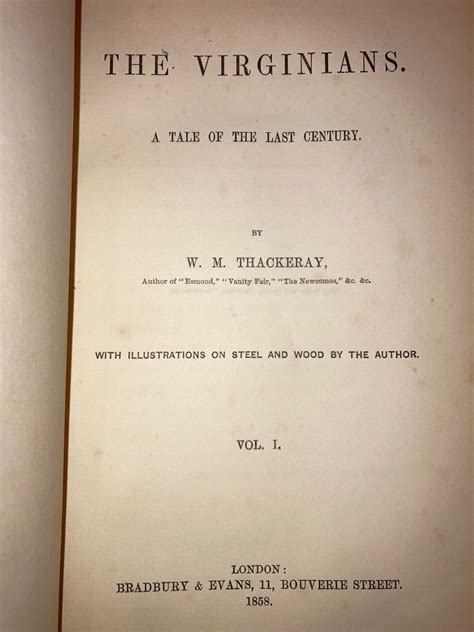 THE VIRGINIANS.
A TALE OF THE LAST CENTURY.
BY
W. M. THACKERAY,
Author of "Esmond," "Vanity Fair," "The Newcomes," &c. &c.
WITH ILLUSTRATIONS ON STEEL AND WOOD BY THE AUTHOR.
VOL. I.
LONDON:
BRADBURY & EVANS, 11, BOUVERIE STREET.
1858.